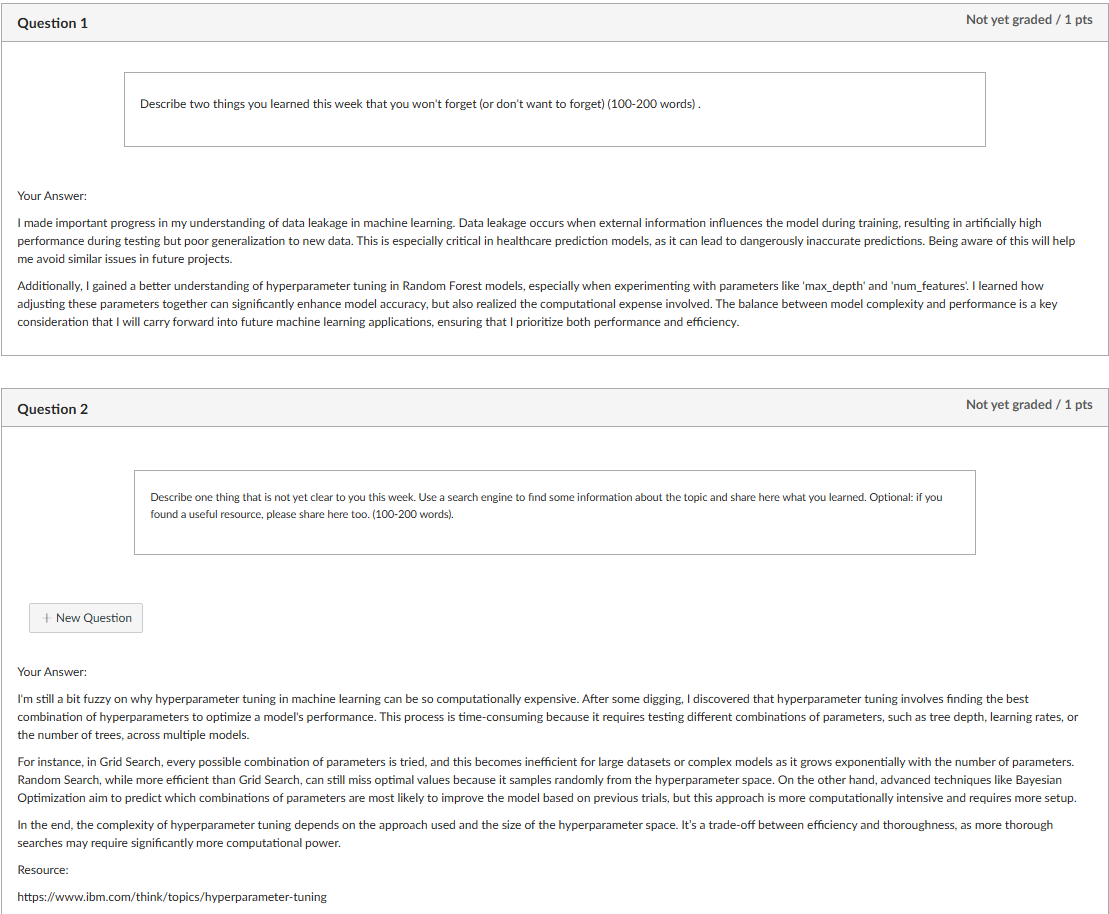 Question 1
Not yet graded / 1 pts
Describe two things you learned this week that you won't forget (or don't want to forget) (100-200 words) .
Your Answer:
I made important progress in my understanding of data leakage in machine learning. Data leakage occurs when external information influences the model during training, resulting in artificially high
performance during testing but poor generalization to new data. This is especially critical in healthcare prediction models, as it can lead to dangerously inaccurate predictions. Being aware of this will help
me avoid similar issues in future projects.
Additionally, I gained a better understanding of hyperparameter tuning in Random Forest models, especially when experimenting with parameters like 'max_depth' and 'num_features'. I learned how
adjusting these parameters together can significantly enhance model accuracy, but also realized the computational expense involved. The balance between model complexity and performance is a key
consideration that I will carry forward into future machine learning applications, ensuring that I prioritize both performance and efficiency.
Question 2
Not yet graded / 1 pts
Describe one thing that is not yet clear to you this week. Use a search engine to find some information about the topic and share here what you learned. Optional: if you
found a useful resource, please share here too. (100-200 words).
+ New Question
Your Answer:
I'm still a bit fuzzy on why hyperparameter tuning in machine learning can be so computationally expensive. After some digging, I discovered that hyperparameter tuning involves finding the best
combination of hyperparameters to optimize a model's performance. This process is time-consuming because it requires testing different combinations of parameters, such as tree depth, learning rates, or
the number of trees, across multiple models.
For instance, in Grid Search, every possible combination of parameters is tried, and this becomes inefficient for large datasets or complex models as it grows exponentially with the number of parameters.
Random Search, while more efficient than Grid Search, can still miss optimal values because it samples randomly from the hyperparameter space. On the other hand, advanced techniques like Bayesian
Optimization aim to predict which combinations of parameters are most likely to improve the model based on previous trials, but this approach is more computationally intensive and requires more setup.
In the end, the complexity of hyperparameter tuning depends on the approach used and the size of the hyperparameter space. It's a trade-off between efficiency and thoroughness, as more thorough
searches may require significantly more computational power.
Resource:
https://www.ibm.com/think/topics/hyperparameter-tuning